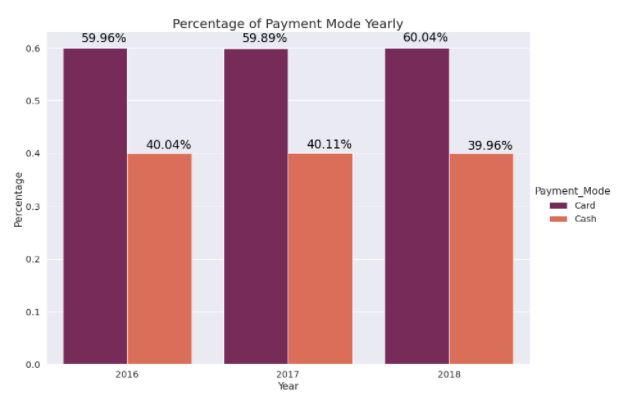 Percentage of Payment Mode Yearly
59.96%
59.89%
60.04%
40.04%
40.11%
39.96%
0.6
0.5
0.4
0.3
0.2
0.1
0.0
Percentage
2016
2017
2018
Year
Payment_Mode
Card
Cash